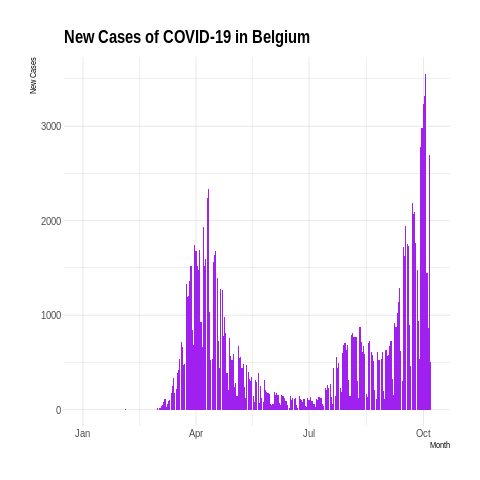 New Cases of COVID-19 in Belgium
New Cases
3000
2000
1000
0
Jan Apr Jul Oct
Month